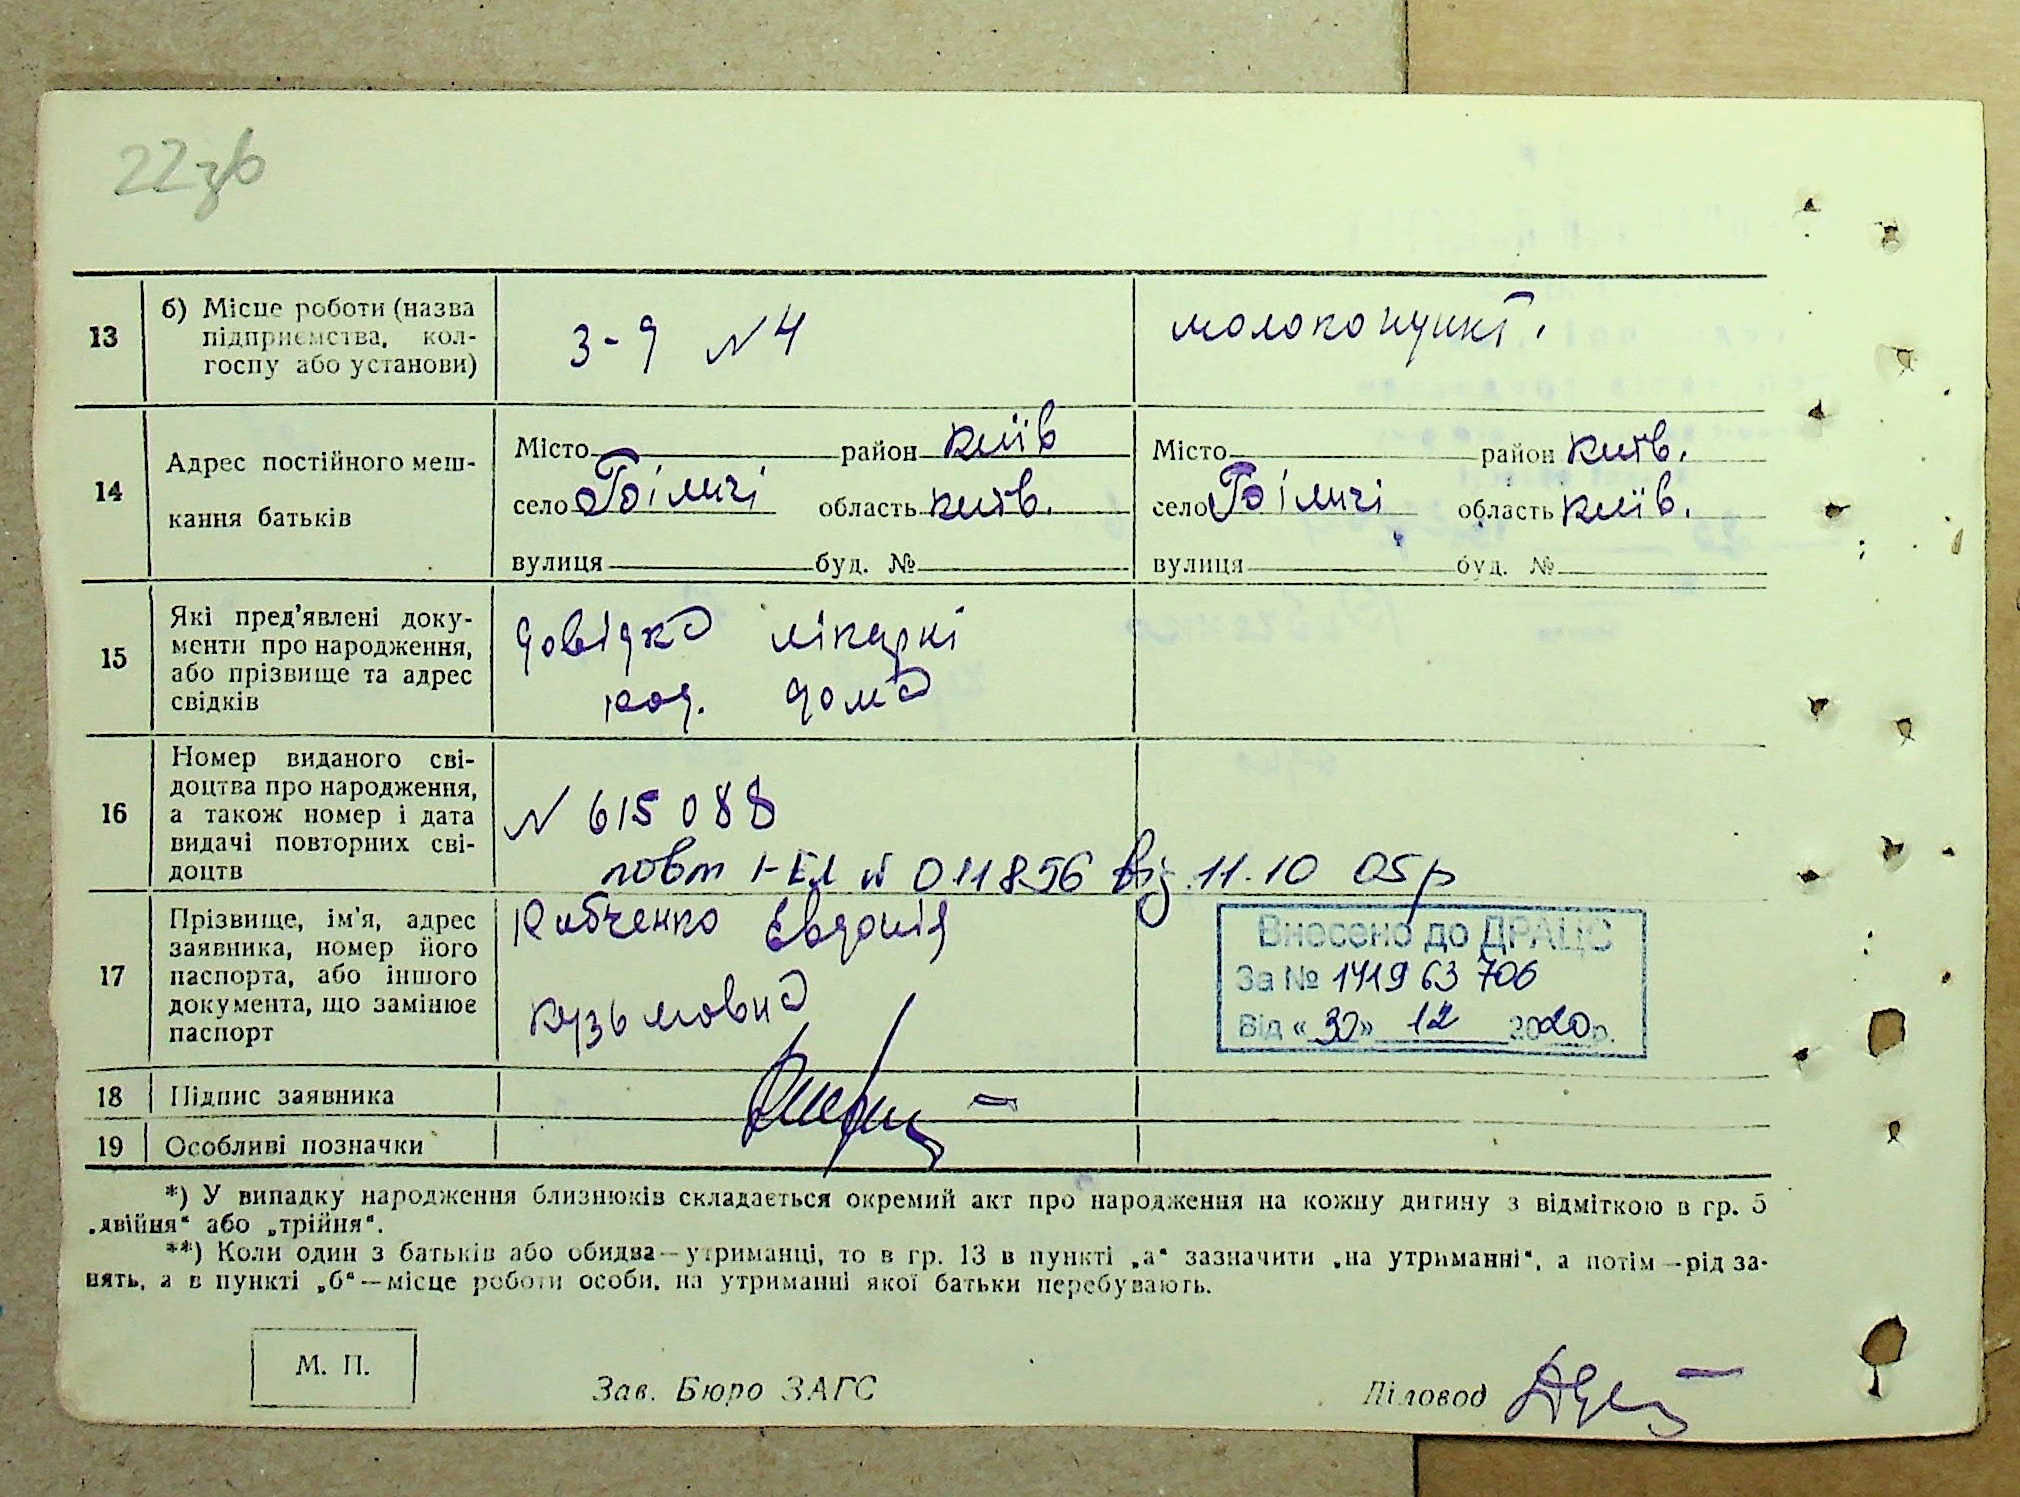 22зв
13
б) Місце роботи (назва
підприємства, кол-
госпу або установи)
З-д №4
молокопункт.
14
Адрес постійного меш-
кання батьків
Місто район Київ
село Гбіличі область Київ.
вулиця буд. №
Місто район Київ.
село область Київ.
вулиця буд. №
15
Які пред'явлені доку-
менти про народження,
або прізвище та адрес
свідків
довідка лікарні
род. дома
16
Номер виданого сві-
доцтва про народження,
а також номер і дата
видачі повторних сві-
доцтв
N 615088
повт І-БЛ N 011856 від 11.10 05р
17
Прізвище, ім'я, адрес
заявника, номер його
паспорта, або іншого
документа, що замінює
паспорт
Євдокія
Кузьмовна
Внесено до ДРАЦС
За № 141963706
Від «30» 12 2020р.
18
Підпис заявника
19
Особливі позначки
*) У випадку народження близнюків складається окремий акт про народження на кожну дитину з відміткою в гр. 5
„двійня“ або „трійня“.
**) Коли один з батьків або обидва—утриманці, то в гр. 13 в пункті „а“ зазначити „на утриманні“, а потім—рід за-
нять, а в пункті „б“—місце роботи особи, на утриманні якої батьки перебувають.
М. П.
Зав. Бюро ЗАГС
Діловод